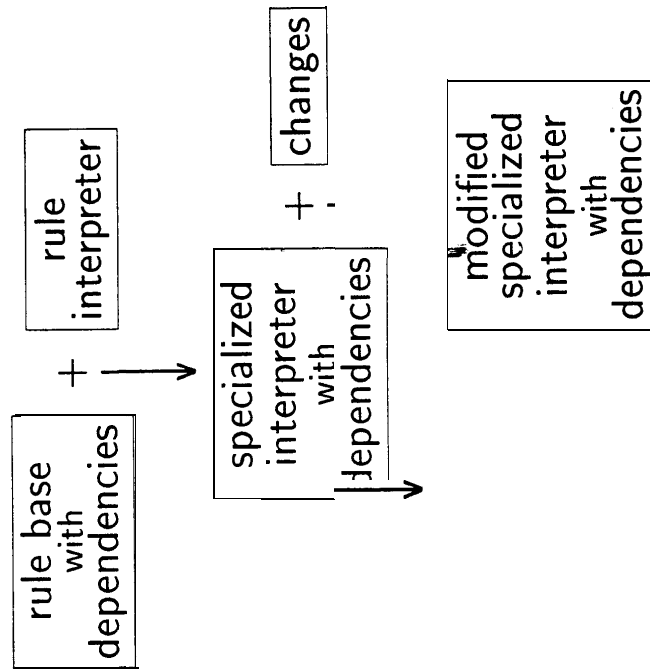 rule base
with
dependencies
+
rule
interpreter
specialized
interpreter
with
dependencies
+
changes
modified
specialized
interpreter
with
dependencies